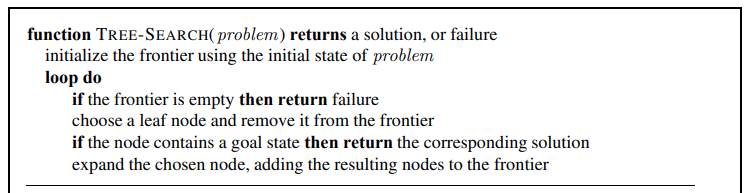 function TREE-SEARCH(problem) returns a solution, or failure
initialize the frontier using the initial state of problem
loop do
if the frontier is empty then return failure
choose a leaf node and remove it from the frontier
if the node contains a goal state then return the corresponding solution
expand the chosen node, adding the resulting nodes to the frontier